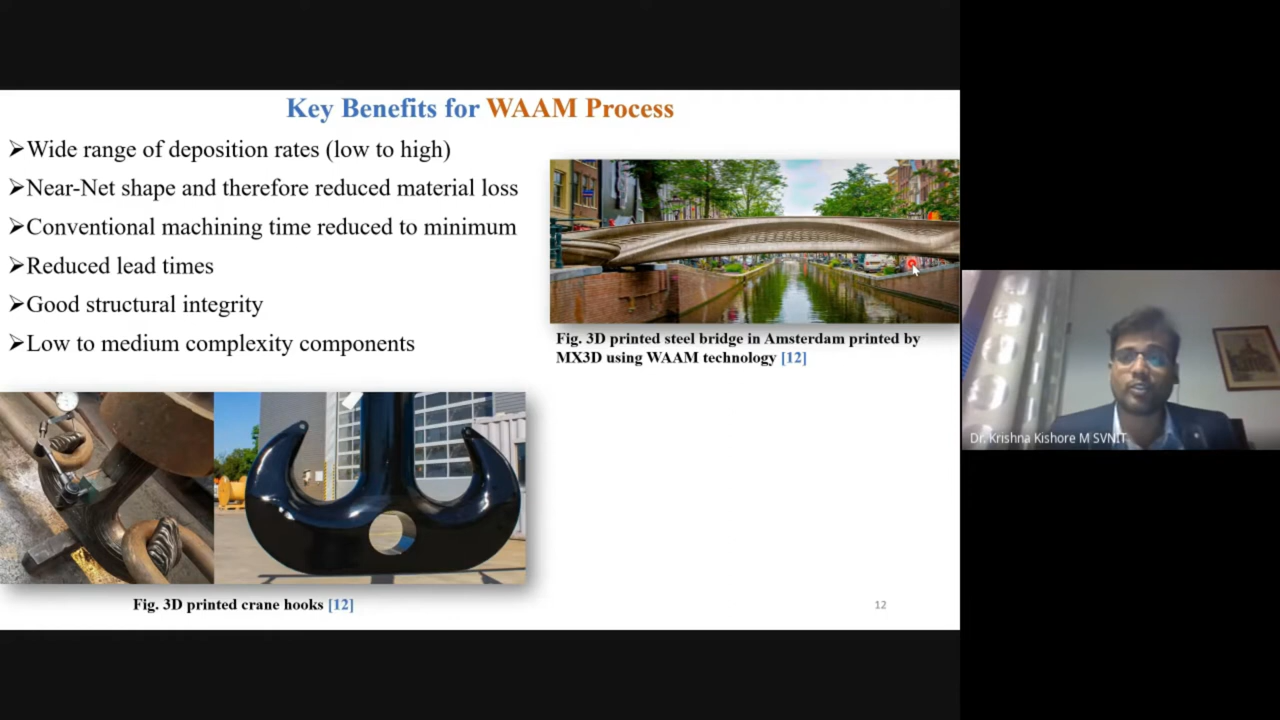 Key Benefits for WAAM Process
➢Wide range of deposition rates (low to high)
➢Near-Net shape and therefore reduced material loss
➢Conventional machining time reduced to minimum
➢Reduced lead times
➢Good structural integrity
➢Low to medium complexity components
Fig. 3D printed steel bridge in Amsterdam printed by
MX3D using WAAM technology [12]
Dr. Krishna Kishore M SVNIT
Fig. 3D printed crane hooks [12]
12